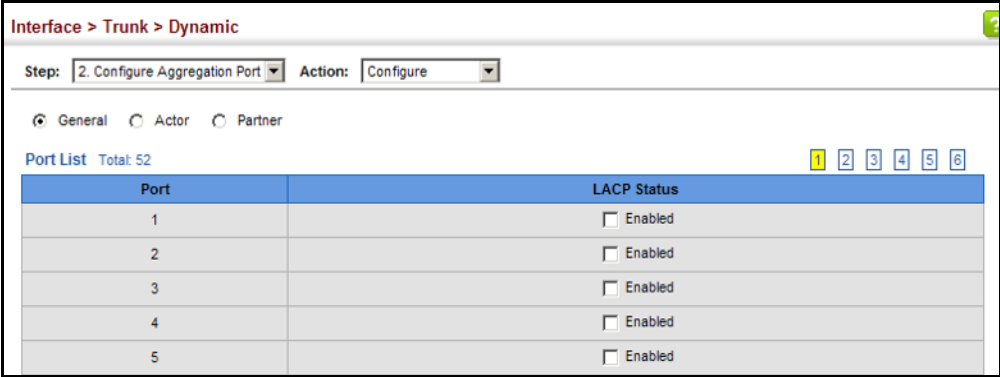 Interface > Trunk > Dynamic
?
Step: 2. Configure Aggregation Port Action: Configure
General Actor Partner
Port List Total: 52 1 2 3 4 5 6
Port LACP Status
1 Enabled
2 Enabled
3 Enabled
4 Enabled
5 Enabled